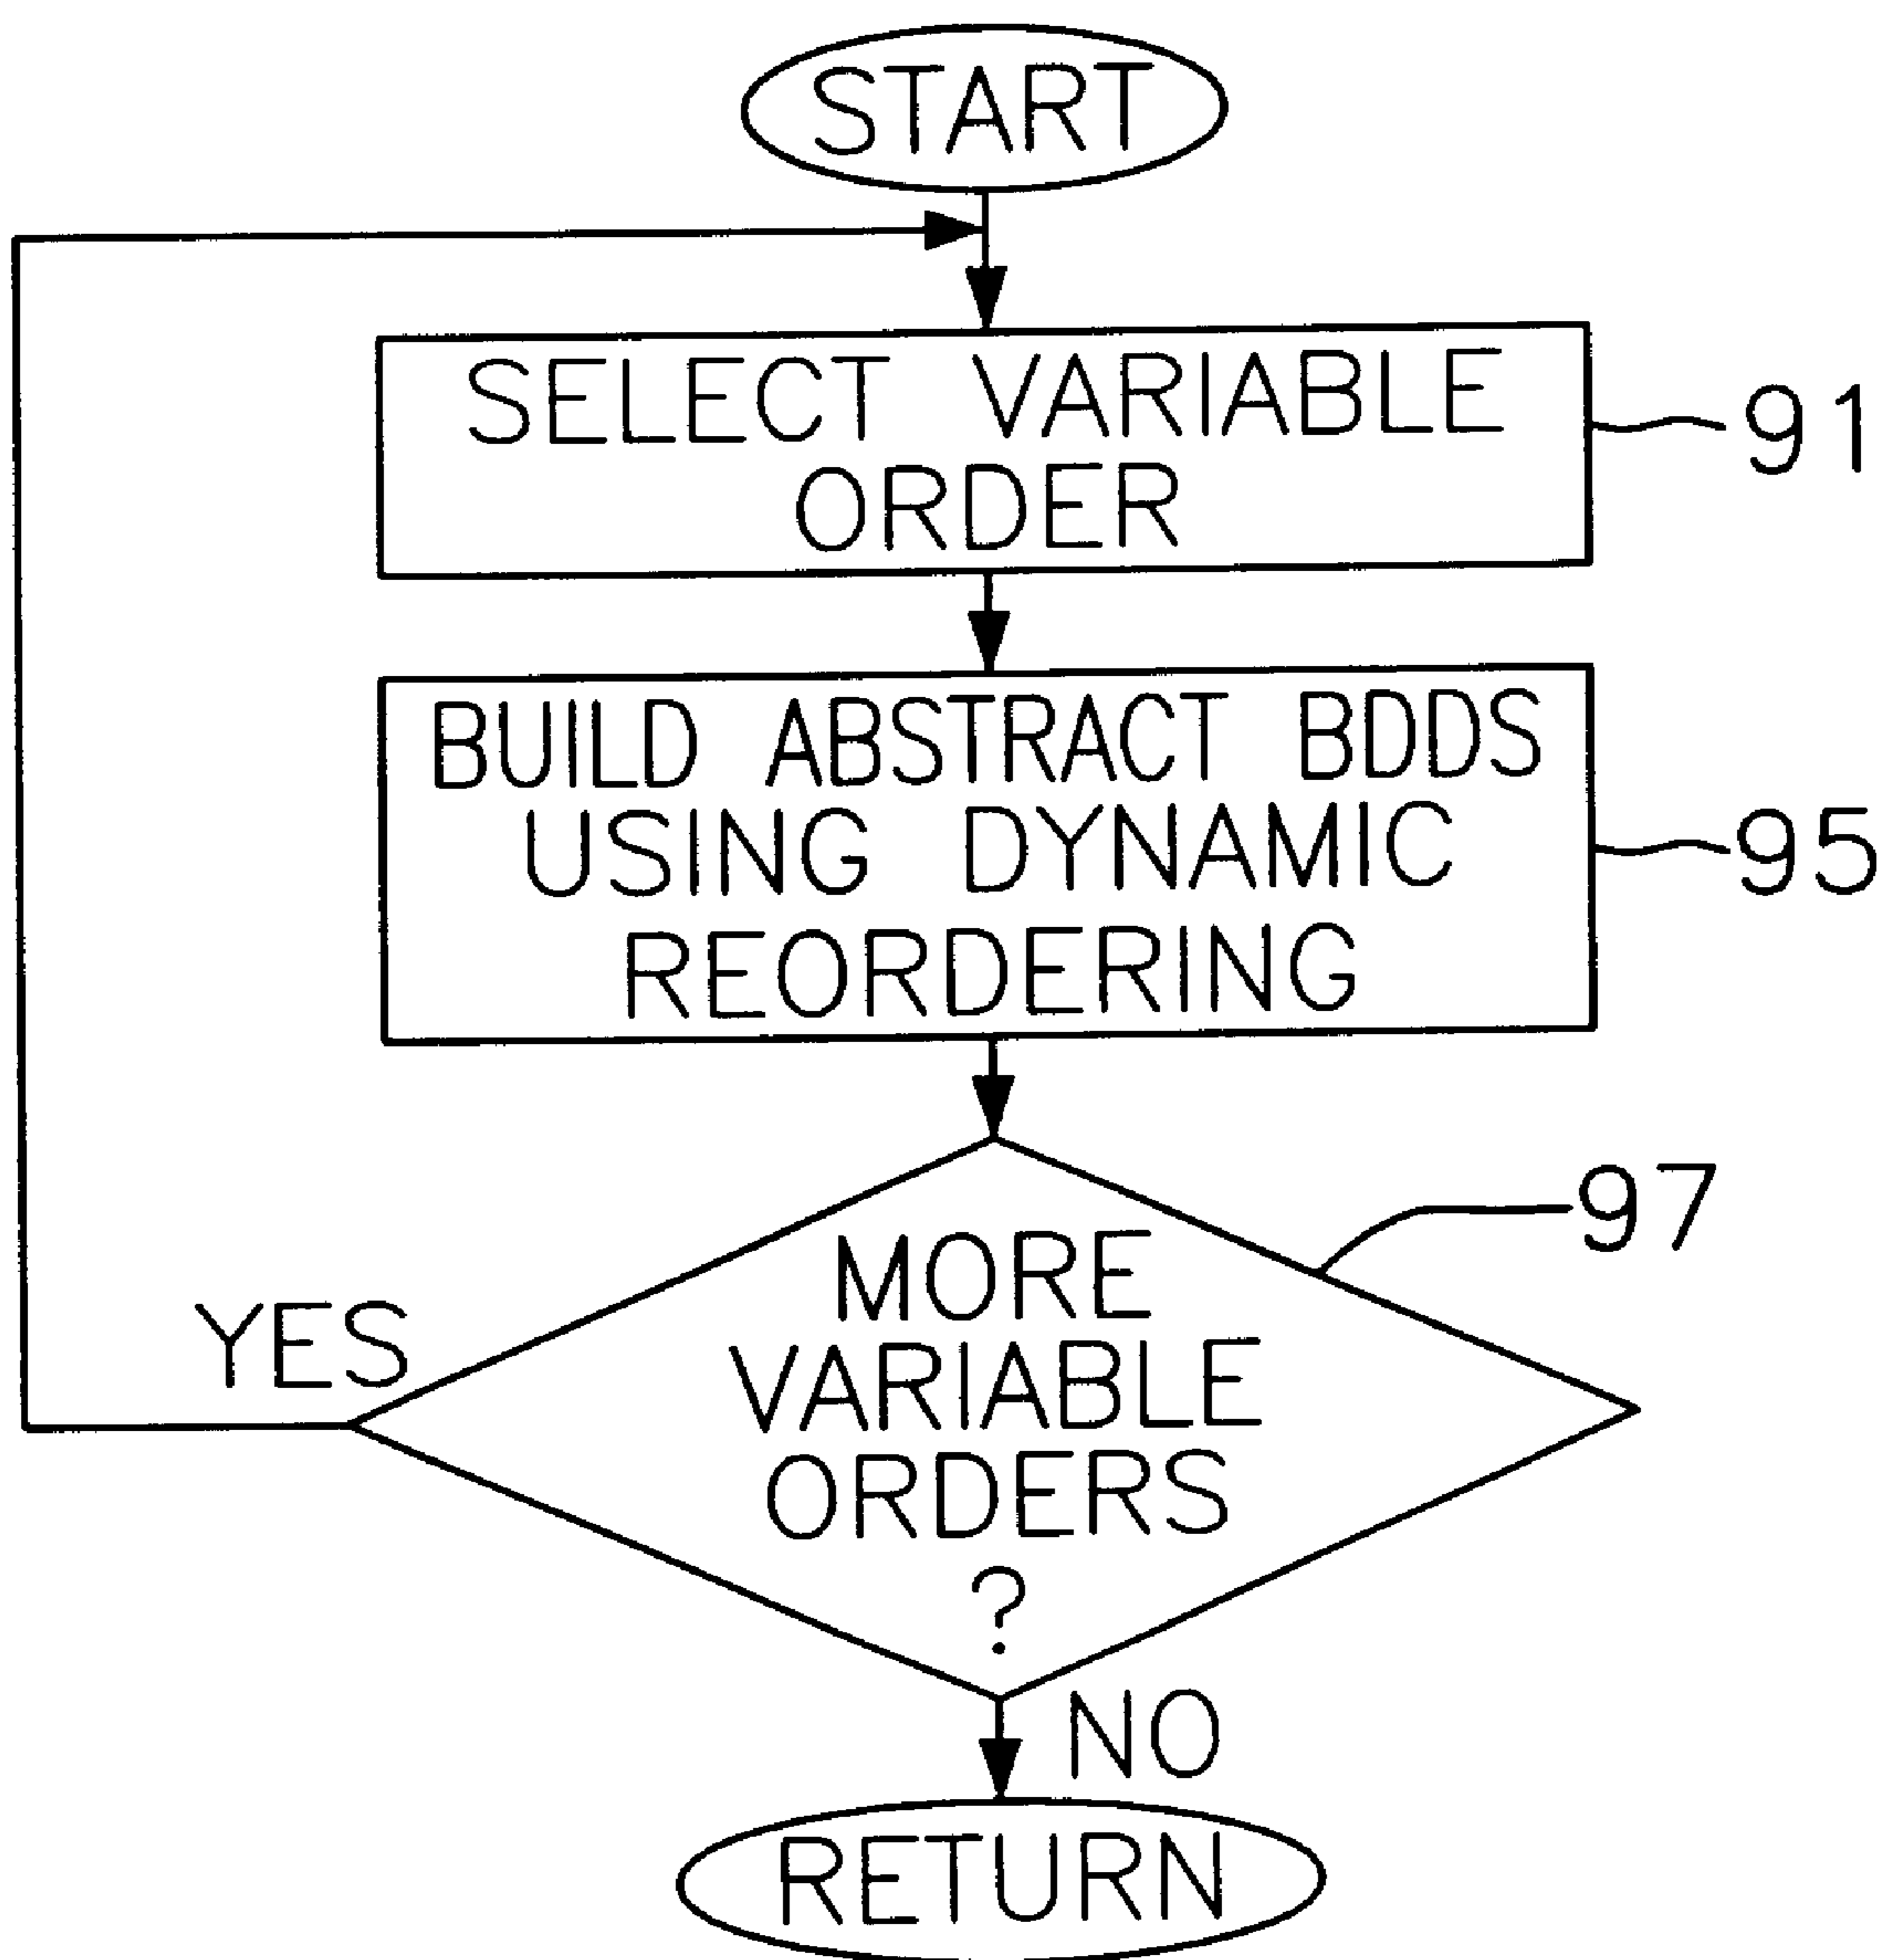 START
SELECT VARIABLE
ORDER
91
BUILD ABSTRACT BDDS
USING DYNAMIC
REORDERING
95
97
MORE
VARIABLE
ORDERS
?
YES
NO
RETURN